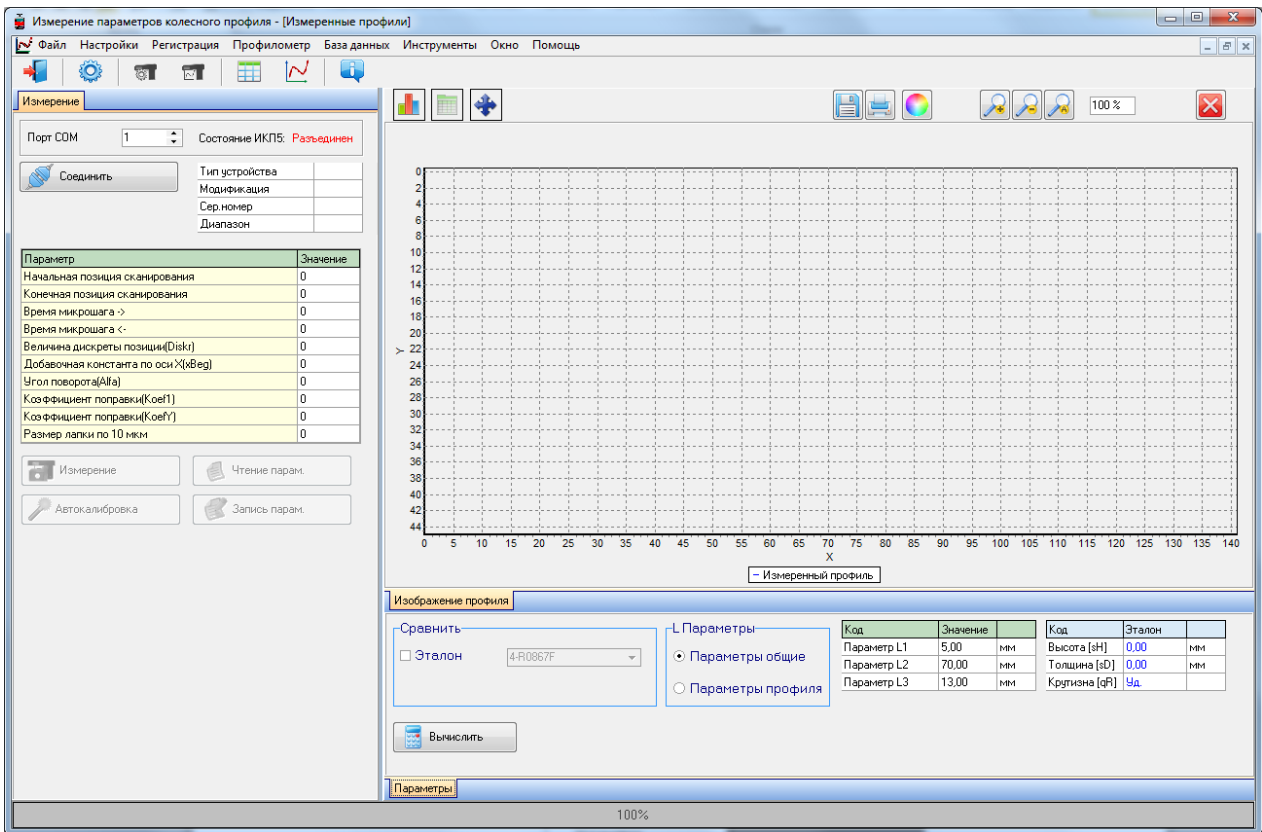 Измерение параметров колесного профиля - [Измеренные профили]
Файл Настройки Регистрация Профилометр База данных Инструменты Окно Помощь
Измерение
Порт COM 1 Состояние ИКП5: Разъединен
Соединить
Тип устройства
Модификация
Сер.номер
Диапазон
Параметр Значение
Начальная позиция сканирования 0
Конечная позиция сканирования 0
Время микрошага -> 0
Время микрошага <- 0
Величина дискреты позиции(Diskr) 0
Добавочная константа по оси X(xBeg) 0
Угол поворота(Alfa) 0
Коэффициент поправки(Koef1) 0
Коэффициент поправки(KoefY) 0
Размер лапки по 10 мкм 0
Измерение Чтение парам.
Автокалибровка Запись парам.
100 %
0
2
4
6
8
10
12
14
16
18
20
Y 22
24
26
28
30
32
34
36
38
40
42
44
0 5 10 15 20 25 30 35 40 45 50 55 60 65 70 75 80 85 90 95 100 105 110 115 120 125 130 135 140
X
Измеренный профиль
Изображение профиля
Сравнить
Эталон 4-R0867F
L Параметры
Параметры общие
Параметры профиля
Код Значение
Параметр L1 5,00 мм
Параметр L2 70,00 мм
Параметр L3 13,00 мм
Код Эталон
Высота [sH] 0,00 мм
Толщина [sD] 0,00 мм
Крутизна [qR] Уд.
Вычислить
Параметры
100%